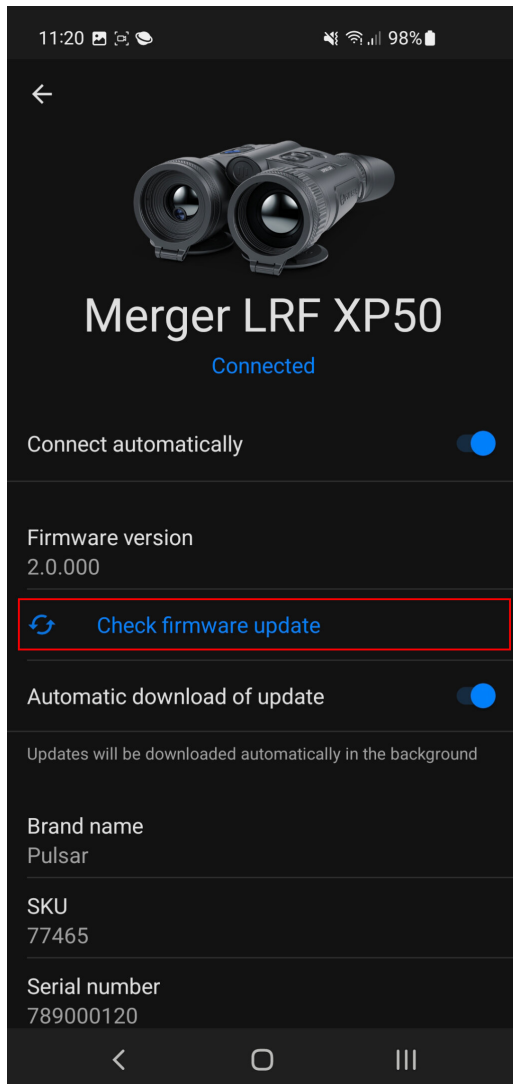 11:20
98%
Merger LRF XP50
Connected
Connect automatically
Firmware version
2.0.000
Check firmware update
Automatic download of update
Updates will be downloaded automatically in the background
Brand name
Pulsar
SKU
77465
Serial number
789000120